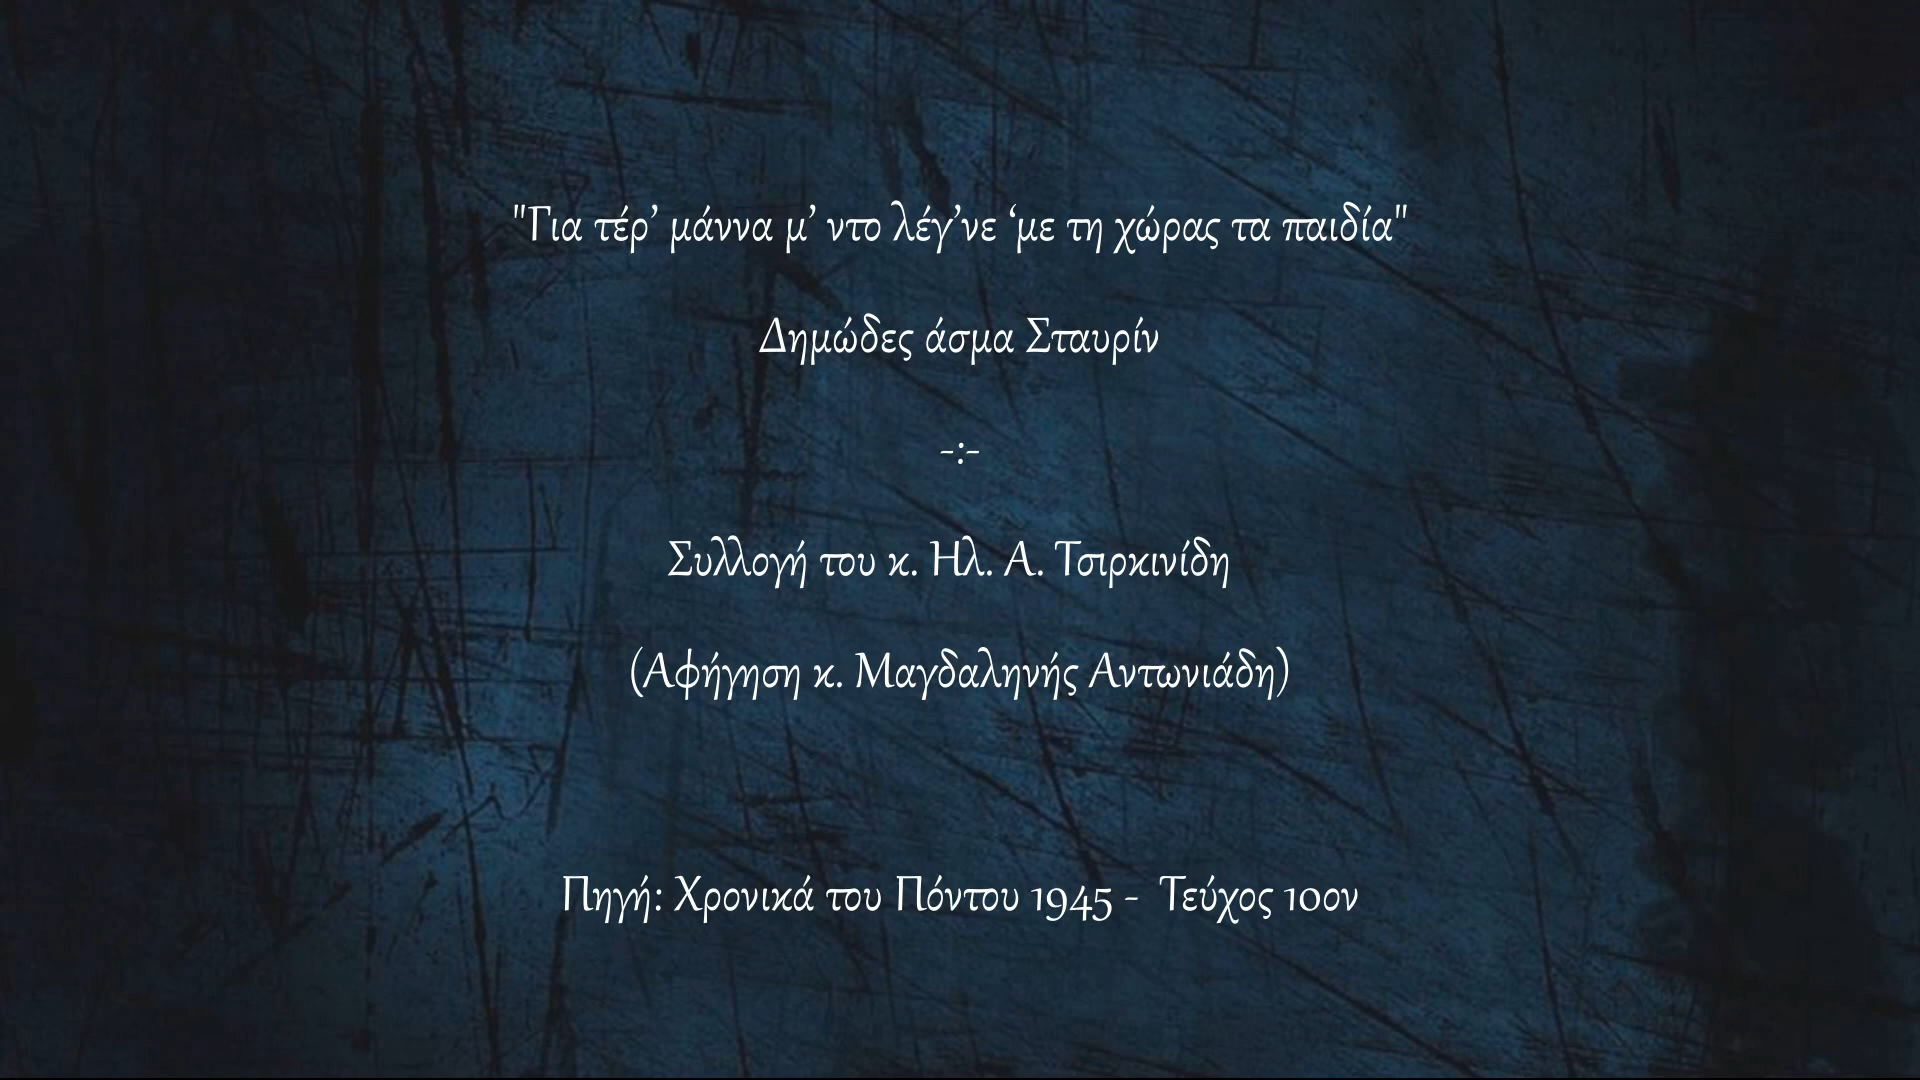 "Για τέρ’ μάννα μ’ ντο λέγ’νε ‘με τη χώρας τα παιδία"
Δημώδες άσμα Σταυρίν
-:-
Συλλογή του κ. Ηλ. Α. Τσιρκινίδη
(Αφήγηση κ. Μαγδαληνής Αντωνιάδη)
Πηγή: Χρονικά του Πόντου 1945 - Τεύχος 10ον